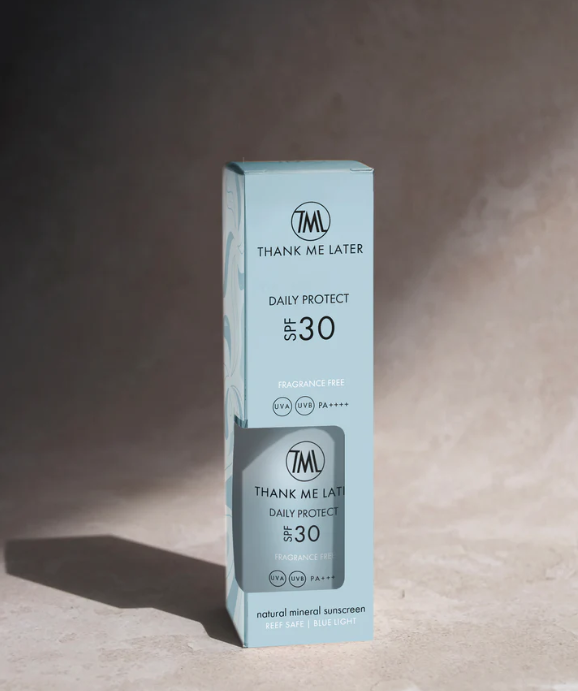 TML
THANK ME LATER
DAILY PROTECT
SPF 30
FRAGRANCE FREE
UVA UVB PA++++
TML
THANK ME LAT
DAILY PROTECT
SPF 30
FRAGRANCE FRE
UVA UVB PA+++
natural mineral sunscreen
REEF SAFE | BLUE LIGHT